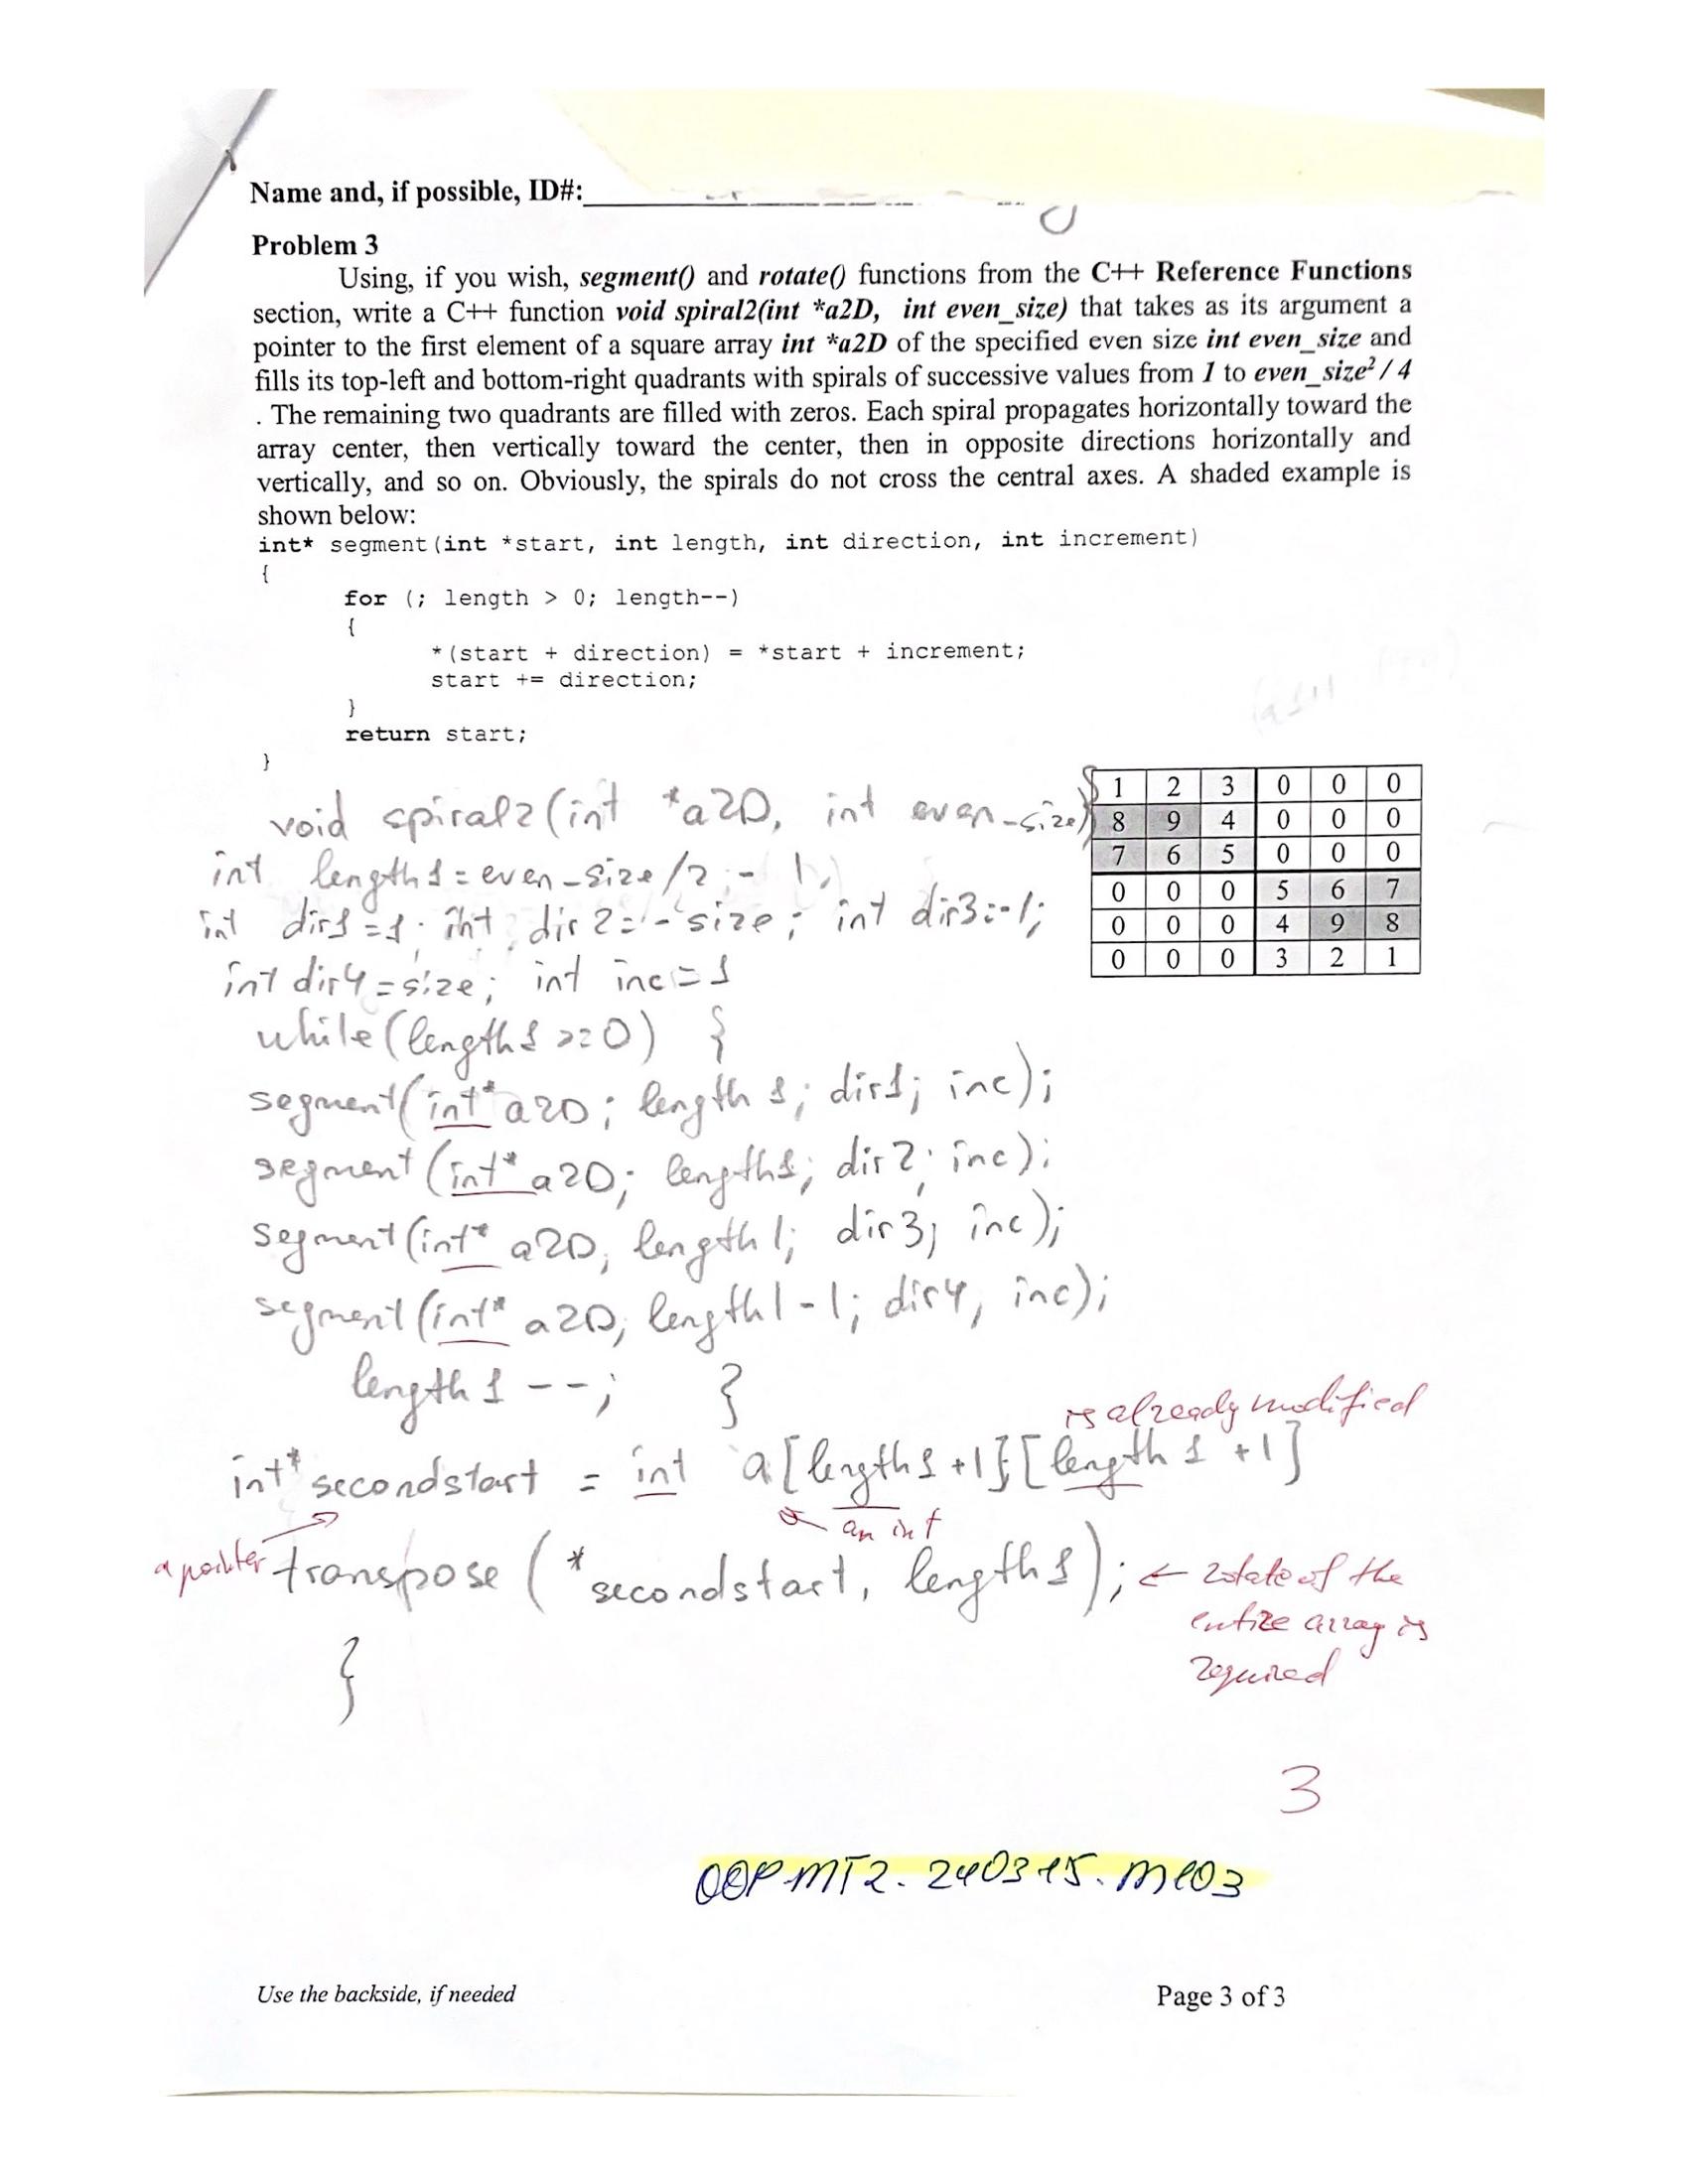 Name and, if possible, ID#:
Problem 3
Using, if you wish, segment() and rotate() functions from the C++ Reference Functions
section, write a C++ function void spiral2(int *a2D, int even_size) that takes as its argument a
pointer to the first element of a square array int *a2D of the specified even size int even_size and
fills its top-left and bottom-right quadrants with spirals of successive values from 1 to even_size² / 4
. The remaining two quadrants are filled with zeros. Each spiral propagates horizontally toward the
array center, then vertically toward the center, then in opposite directions horizontally and
vertically, and so on. Obviously, the spirals do not cross the central axes. A shaded example is
shown below:
int* segment(int *start, int length, int direction, int increment)
{
for (; length > 0; length--)
{
*(start + direction) = *start + increment;
start += direction;
}
return start;
}
1 2 3 0 0 0
8 9 4 0 0 0
7 6 5 0 0 0
0 0 0 5 6 7
0 0 0 4 9 8
0 0 0 3 2 1
void spiral2(int *a2D, int even-size){
int length1 = even-size/2 - 1;
int dir1 = 1; int dir2 = -size; int dir3 = -1;
int dir4 = size; int inc = 1
while(length1 >= 0) {
segment(int* a2D; length1; dir1; inc);
segment(int* a2D; length1; dir2; inc);
segment(int* a2D, length1; dir3; inc);
segment(int* a2D, length1-1; dir4, inc);
length1 --; }
is already modified
int* secondstart = int a[length1+1][length1+1]
an int
a pointer
transpose(*secondstart, length1); ← rotate of the
entire array is
required
}
3
OOP.MT2.240315.M103
Use the backside, if needed
Page 3 of 3